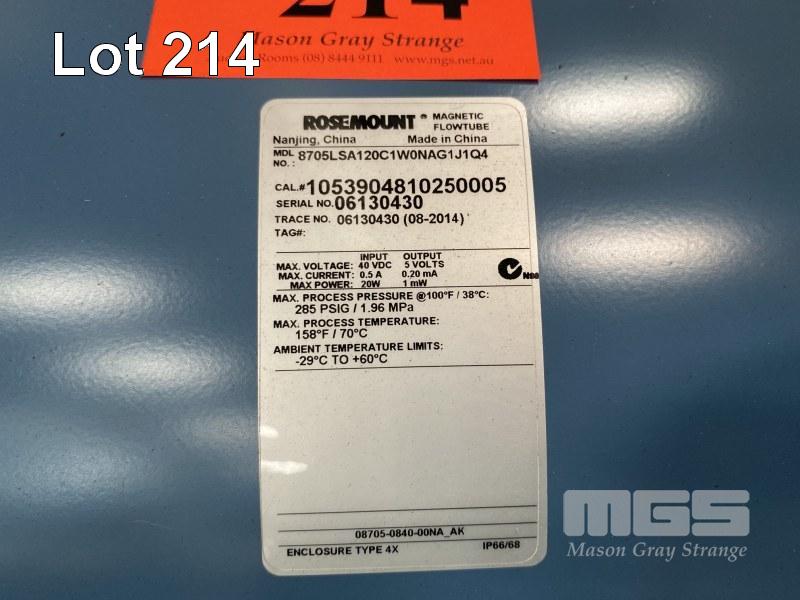 214
Lot 214
Mason Gray Strange
Rooms (08) 8444 9111 www.mgs.net.au
ROSEMOUNT ® MAGNETIC
FLOWTUBE
Nanjing, China Made in China
MDL 8705LSA120C1W0NAG1J1Q4
NO. :
CAL.# 1053904810250005
SERIAL NO. 06130430
TRACE NO. 06130430 (08-2014)
TAG#:
INPUT OUTPUT
MAX. VOLTAGE: 40 VDC 5 VOLTS
MAX. CURRENT: 0.5 A 0.20 mA
MAX POWER: 20W 1 mW
MAX. PROCESS PRESSURE @100°F / 38°C:
285 PSIG / 1.96 MPa
MAX. PROCESS TEMPERATURE:
158°F / 70°C
AMBIENT TEMPERATURE LIMITS:
-29°C TO +60°C
08705-0840-00NA_AK
ENCLOSURE TYPE 4X IP66/68
MGS
Mason Gray Strange